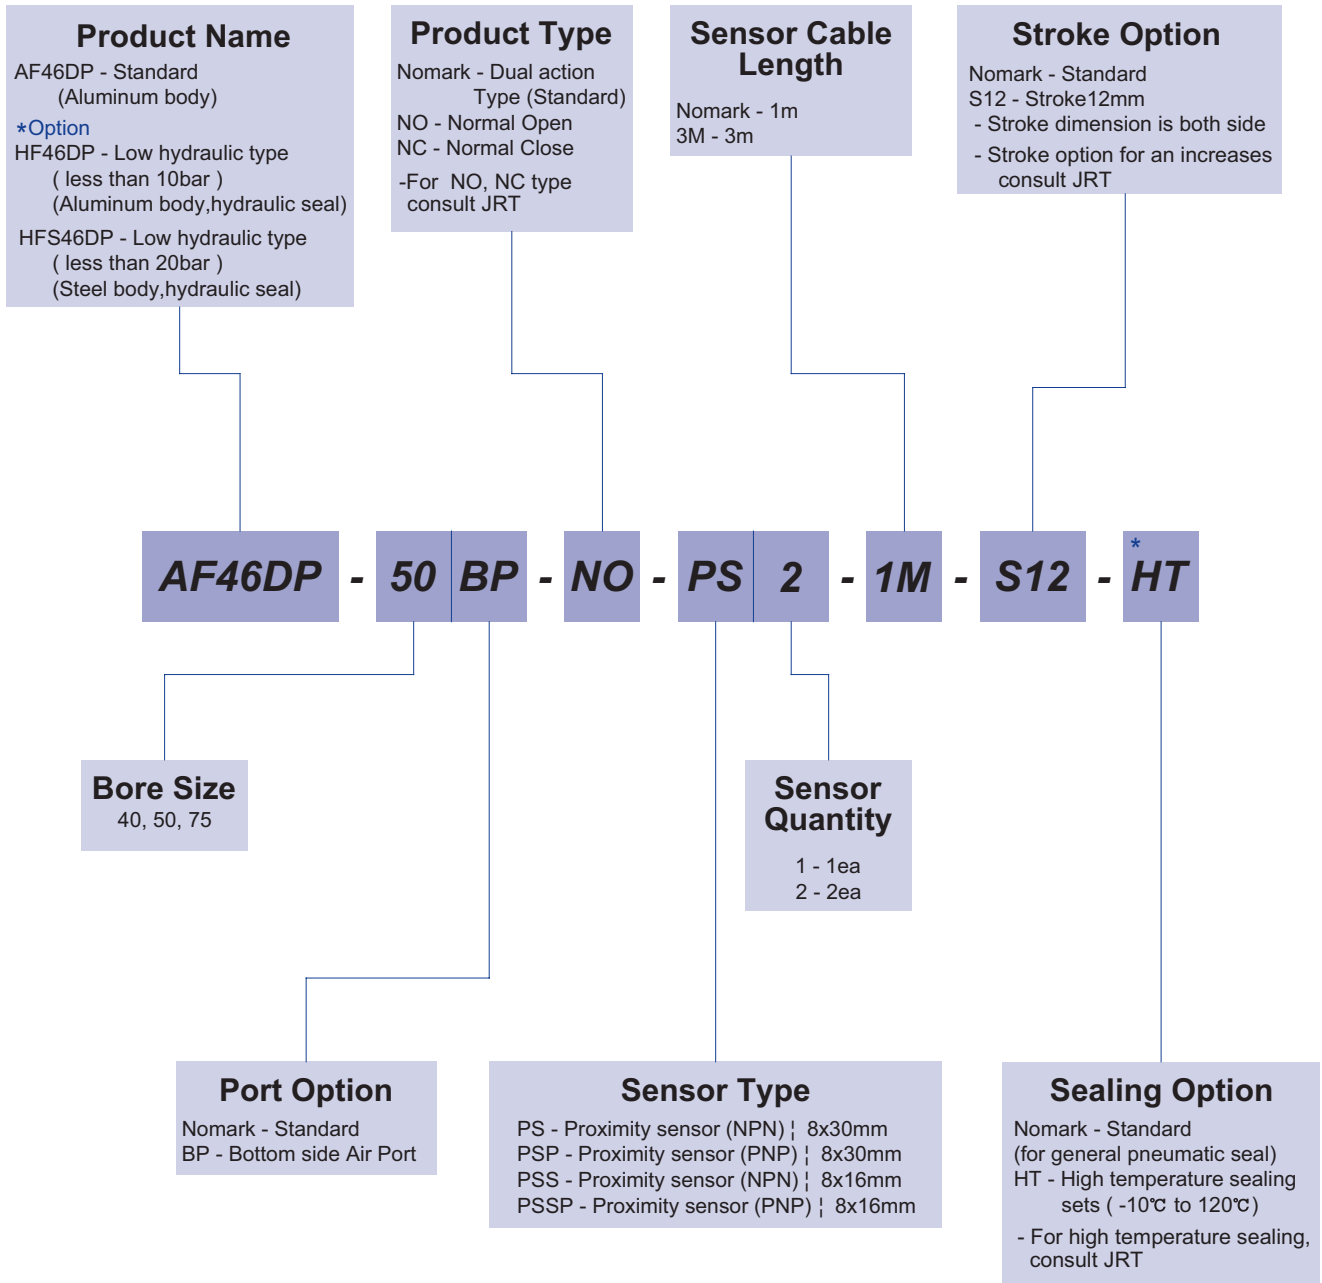 Product Name
AF46DP - Standard
(Aluminum body)
*Option
HF46DP - Low hydraulic type
( less than 10bar )
(Aluminum body,hydraulic seal)
HFS46DP - Low hydraulic type
( less than 20bar )
(Steel body,hydraulic seal)
Product Type
Nomark - Dual action
Type (Standard)
NO - Normal Open
NC - Normal Close
-For NO, NC type
consult JRT
Sensor Cable
Length
Nomark - 1m
3M - 3m
Stroke Option
Nomark - Standard
S12 - Stroke12mm
- Stroke dimension is both side
- Stroke option for an increases
consult JRT
AF46DP - 50 BP - NO - PS 2 - 1M - S12 - *HT
Bore Size
40, 50, 75
Sensor
Quantity
1 - 1ea
2 - 2ea
Port Option
Nomark - Standard
BP - Bottom side Air Port
Sensor Type
PS - Proximity sensor (NPN) ¦ 8x30mm
PSP - Proximity sensor (PNP) ¦ 8x30mm
PSS - Proximity sensor (NPN) ¦ 8x16mm
PSSP - Proximity sensor (PNP) ¦ 8x16mm
Sealing Option
Nomark - Standard
(for general pneumatic seal)
HT - High temperature sealing
sets ( -10℃ to 120℃)
- For high temperature sealing,
consult JRT